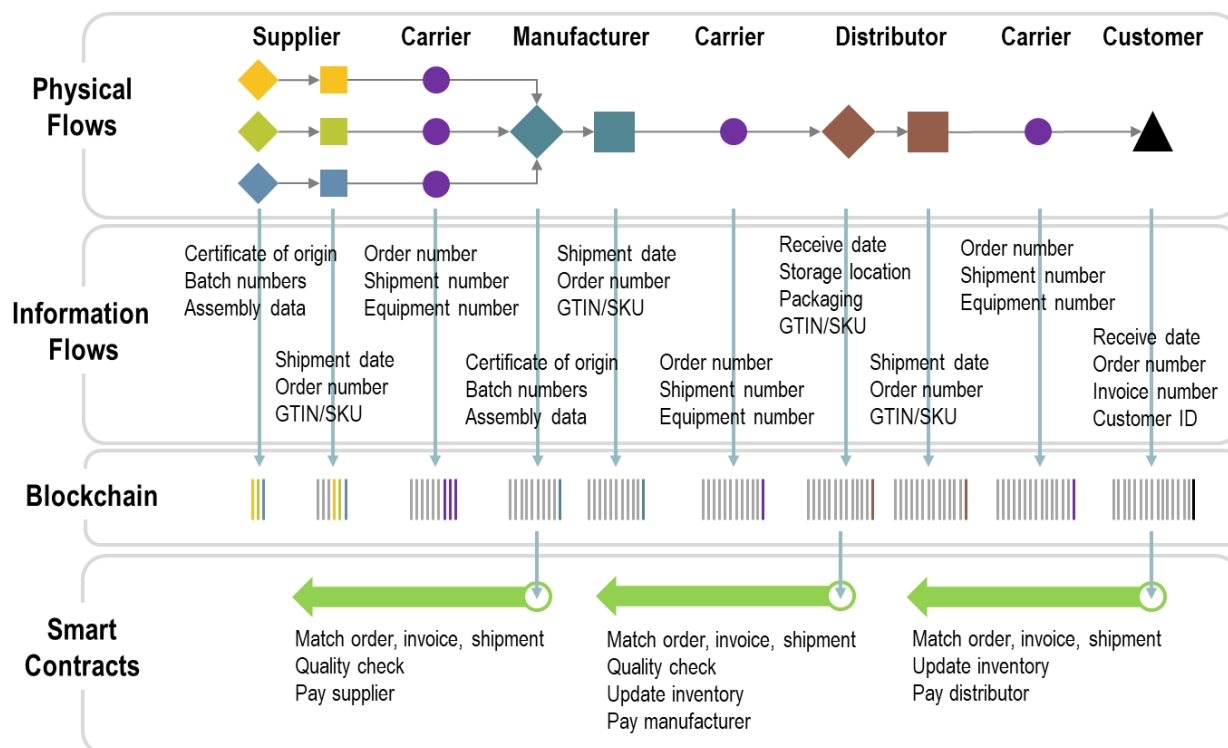 Supplier
Carrier
Manufacturer
Carrier
Distributor
Carrier
Customer
Physical
Flows
Information
Flows
Certificate of origin
Batch numbers
Assembly data
Shipment date
Order number
GTIN/SKU
Order number
Shipment number
Equipment number
Certificate of origin
Batch numbers
Assembly data
Shipment date
Order number
GTIN/SKU
Order number
Shipment number
Equipment number
Receive date
Storage location
Packaging
GTIN/SKU
Shipment date
Order number
GTIN/SKU
Order number
Shipment number
Equipment number
Receive date
Order number
Invoice number
Customer ID
Blockchain
Smart
Contracts
Match order, invoice, shipment
Quality check
Pay supplier
Match order, invoice, shipment
Quality check
Update inventory
Pay manufacturer
Match order, invoice, shipment
Update inventory
Pay distributor